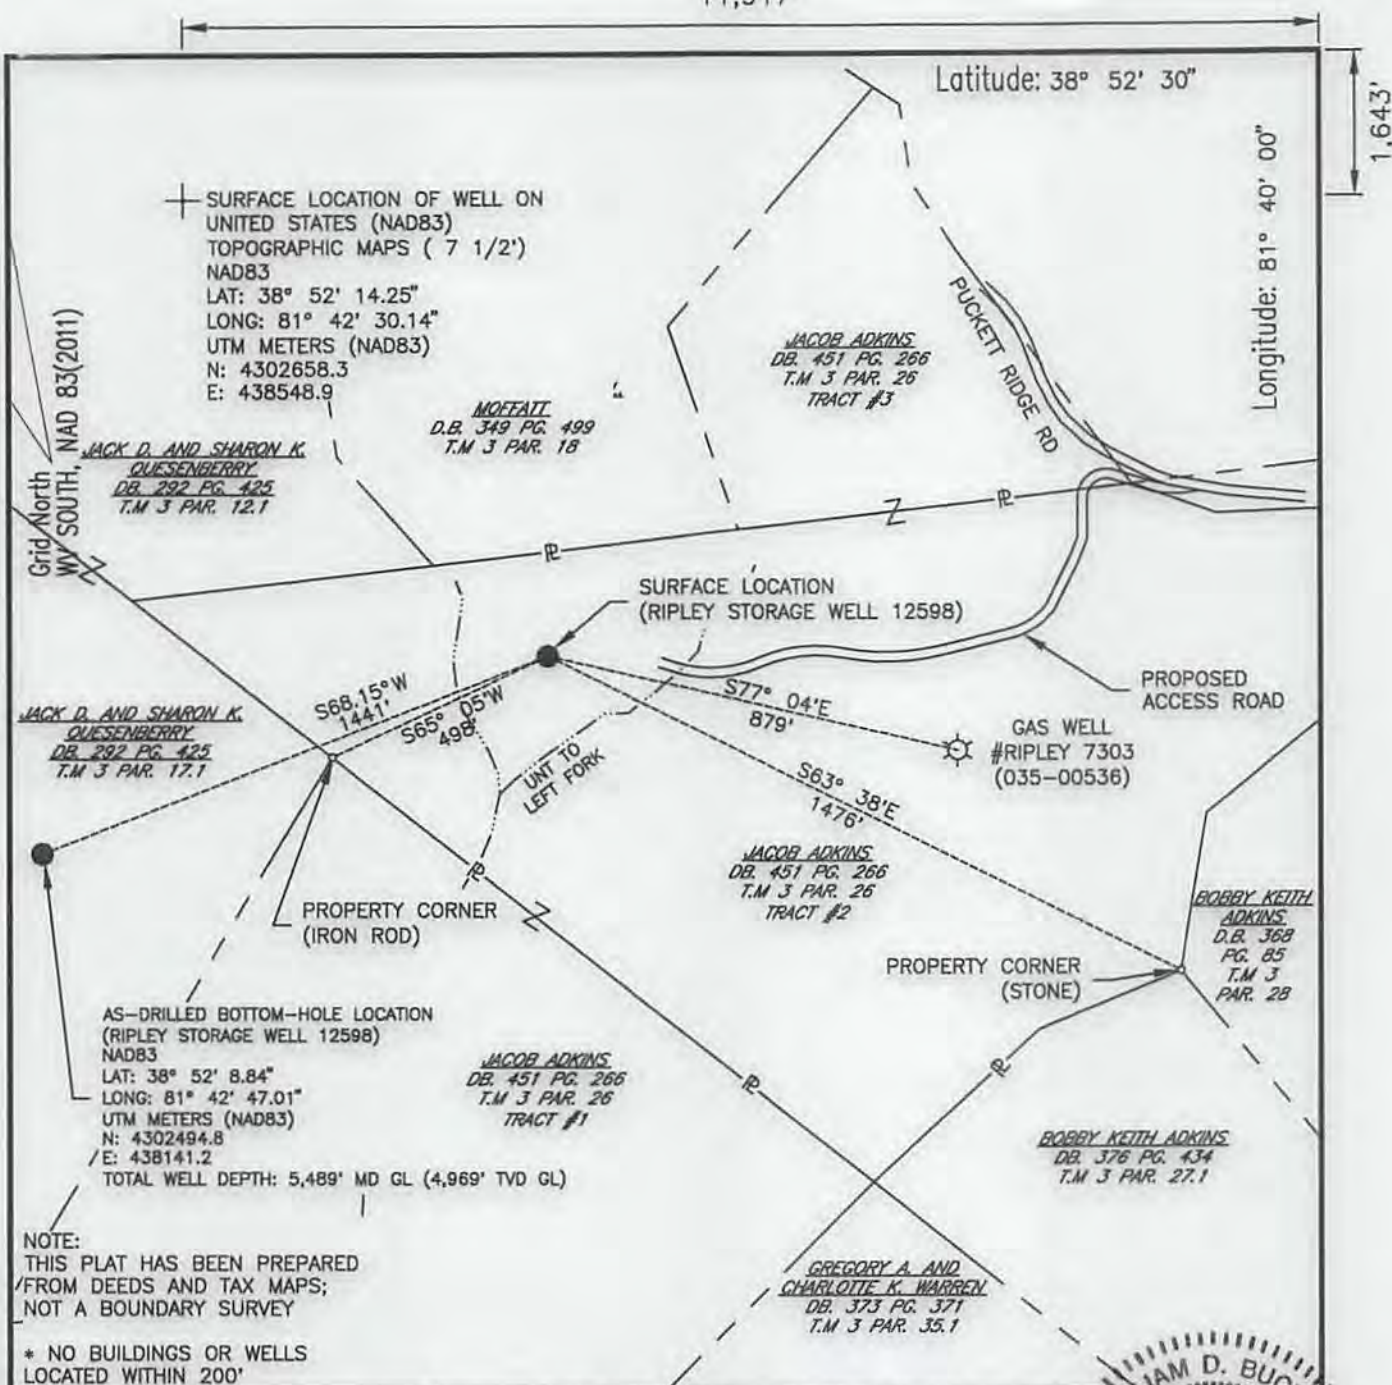 Latitude: 38° 52' 30"
1,643'
Longitude: 81° 40' 00"
SURFACE LOCATION OF WELL ON
UNITED STATES (NAD83)
TOPOGRAPHIC MAPS ( 7 1/2')
NAD83
LAT: 38° 52' 14.25"
LONG: 81° 42' 30.14"
UTM METERS (NAD83)
N: 4302658.3
E: 438548.9
Grid North
WV SOUTH, NAD 83(2011)
JACK D. AND SHARON K.
QUESENBERRY
DB. 292 PG. 425
T.M 3 PAR. 12.1
MOFFATT
D.B. 349 PG. 499
T.M 3 PAR. 18
JACOB ADKINS
DB. 451 PG. 266
T.M 3 PAR. 26
TRACT #3
PUCKETT RIDGE RD
PL
PL
SURFACE LOCATION
(RIPLEY STORAGE WELL 12598)
PROPOSED
ACCESS ROAD
S68.15°W
1441'
S65° 05'W
498'
S77° 04'E
879'
GAS WELL
#RIPLEY 7303
(035-00536)
JACK D. AND SHARON K.
QUESENBERRY
DB. 292 PG. 425
T.M 3 PAR. 17.1
UNT TO
LEFT FORK
S63° 38'E
1476'
JACOB ADKINS
DB. 451 PG. 266
T.M 3 PAR. 26
TRACT #2
PL
PROPERTY CORNER
(IRON ROD)
BOBBY KEITH
ADKINS
D.B. 368
PG. 85
T.M 3
PAR. 28
PROPERTY CORNER
(STONE)
AS-DRILLED BOTTOM-HOLE LOCATION
(RIPLEY STORAGE WELL 12598)
NAD83
LAT: 38° 52' 8.84"
LONG: 81° 42' 47.01"
UTM METERS (NAD83)
N: 4302494.8
E: 438141.2
TOTAL WELL DEPTH: 5,489' MD GL (4,969' TVD GL)
JACOB ADKINS
DB. 451 PG. 266
T.M 3 PAR. 26
TRACT #1
PL
PL
BOBBY KEITH ADKINS
DB. 376 PG. 434
T.M 3 PAR. 27.1
NOTE:
THIS PLAT HAS BEEN PREPARED
FROM DEEDS AND TAX MAPS;
NOT A BOUNDARY SURVEY
GREGORY A. AND
CHARLOTTE K. WARREN
DB. 373 PG. 371
T.M 3 PAR. 35.1
* NO BUILDINGS OR WELLS
LOCATED WITHIN 200'